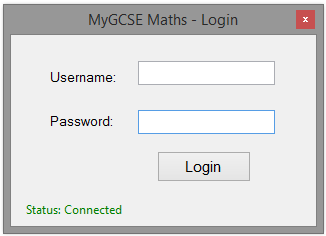 MyGCSE Maths - Login
x
Username:
Password:
Login
Status: Connected